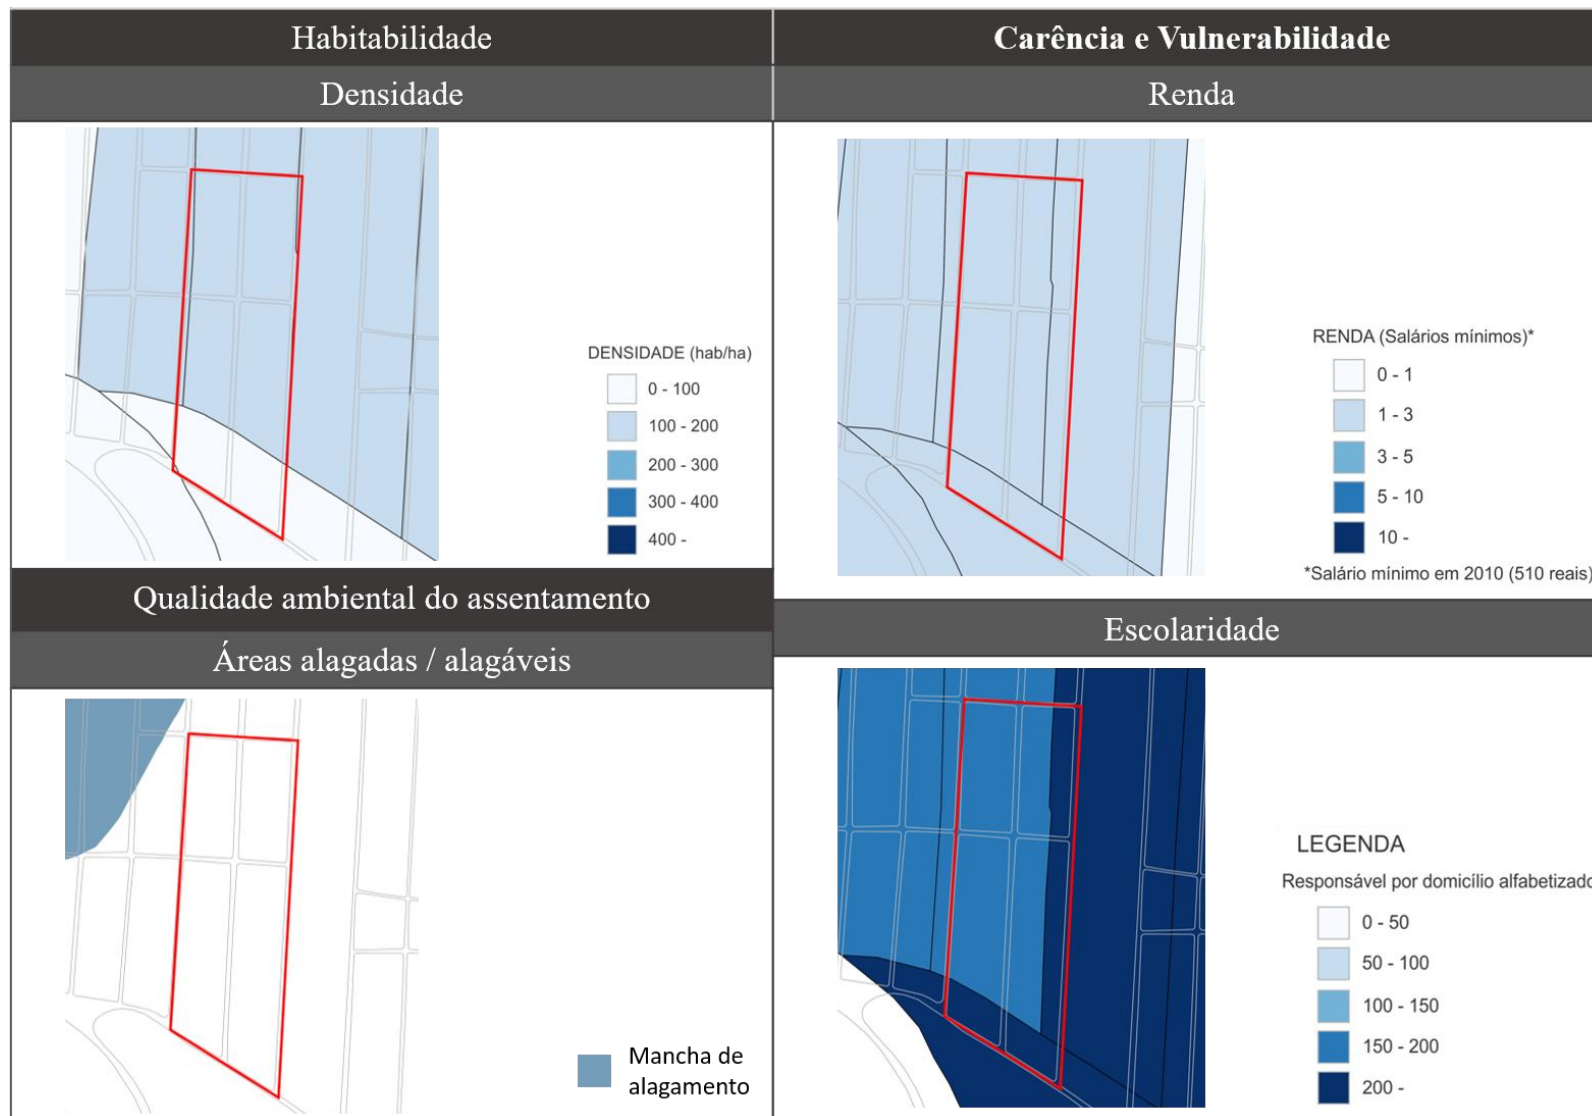 Habitabilidade
Densidade
DENSIDADE (hab/ha)
0 - 100
100 - 200
200 - 300
300 - 400
400 -
Qualidade ambiental do assentamento
Áreas alagadas / alagáveis
Mancha de
alagamento
Carência e Vulnerabilidade
Renda
RENDA (Salários mínimos)*
0 - 1
1 - 3
3 - 5
5 - 10
10 -
*Salário mínimo em 2010 (510 reais)
Escolaridade
LEGENDA
Responsável por domicílio alfabetizado
0 - 50
50 - 100
100 - 150
150 - 200
200 -